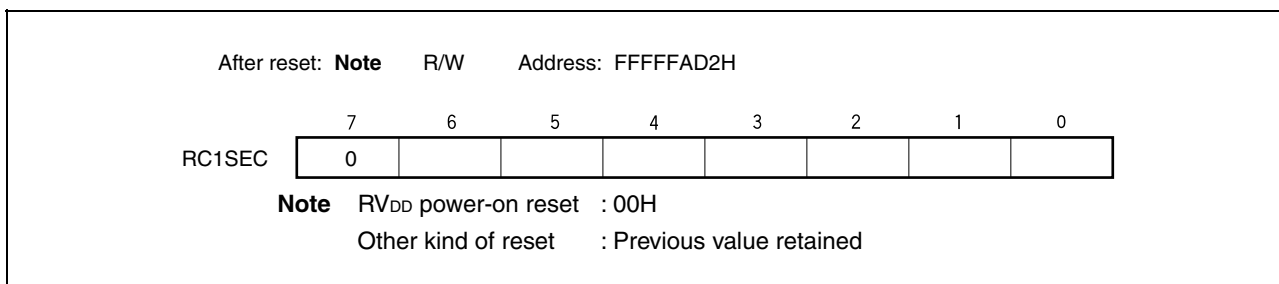 After reset: Note R/W Address: FFFFFAD2H
7 6 5 4 3 2 1 0
RC1SEC 0
Note RVDD power-on reset : 00H
Other kind of reset : Previous value retained